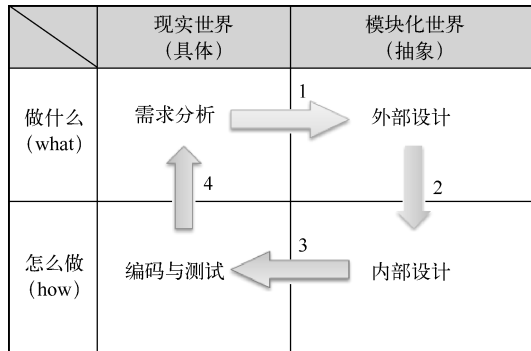 现实世界
（具体）
模块化世界
（抽象）
做什么
（what）
需求分析
1
外部设计
4
2
怎么做
（how）
编码与测试
3
内部设计